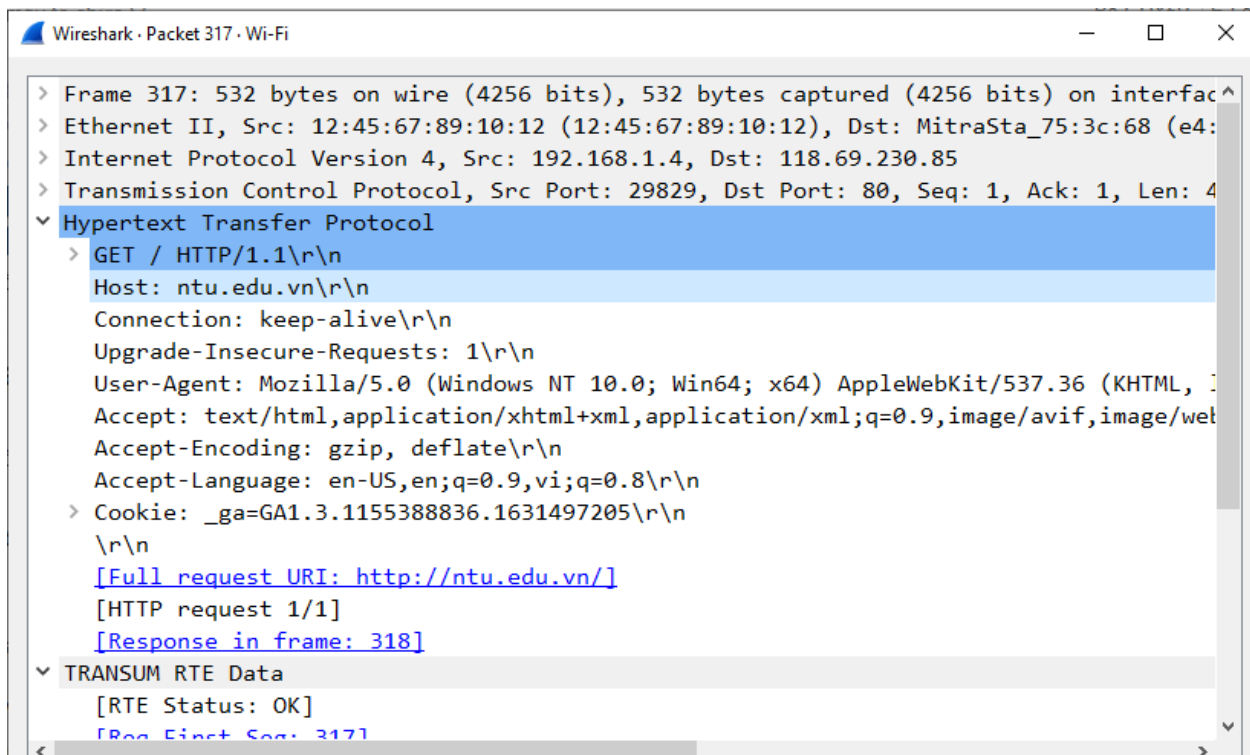 Wireshark · Packet 317 · Wi-Fi
Frame 317: 532 bytes on wire (4256 bits), 532 bytes captured (4256 bits) on
Ethernet II, Src: 12:45:67:89:10:12 (12:45:67:89:10:12), Dst: MitraSta_75:3c:68 (e4:
Internet Protocol Version 4, Src: 192.168.1.4, Dst: 118.69.230.85
Transmission Control Protocol, Src Port: 29829, Dst Port: 80, Seq: 1, Ack: 1, Len: 4
Hypertext Transfer Protocol
GET / HTTP/1.1\r\n
Host: ntu.edu.vn\r\n
Connection: keep-alive\r\n
Upgrade-Insecure-Requests: 1\r\n
User-Agent: Mozilla/5.0 (Windows NT 10.0; Win64; x64) AppleWebKit/537.36 (KHTML,
Accept: text/html,application/xhtml+xml,application/xml;q=0.9,image/avif,image/we
Accept-Encoding: gzip, deflate\r\n
Accept-Language: en-US,en;q=0.9,vi;q=0.8\r\n
Cookie: _ga=GA1.3.1155388836.1631497205\r\n
\r\n
[Full request URI: http://ntu.edu.vn/]
[HTTP request 1/1]
[Response in frame: 318]
TRANSUM RTE Data
[RTE Status: OK]
[Req First Seg: 317]